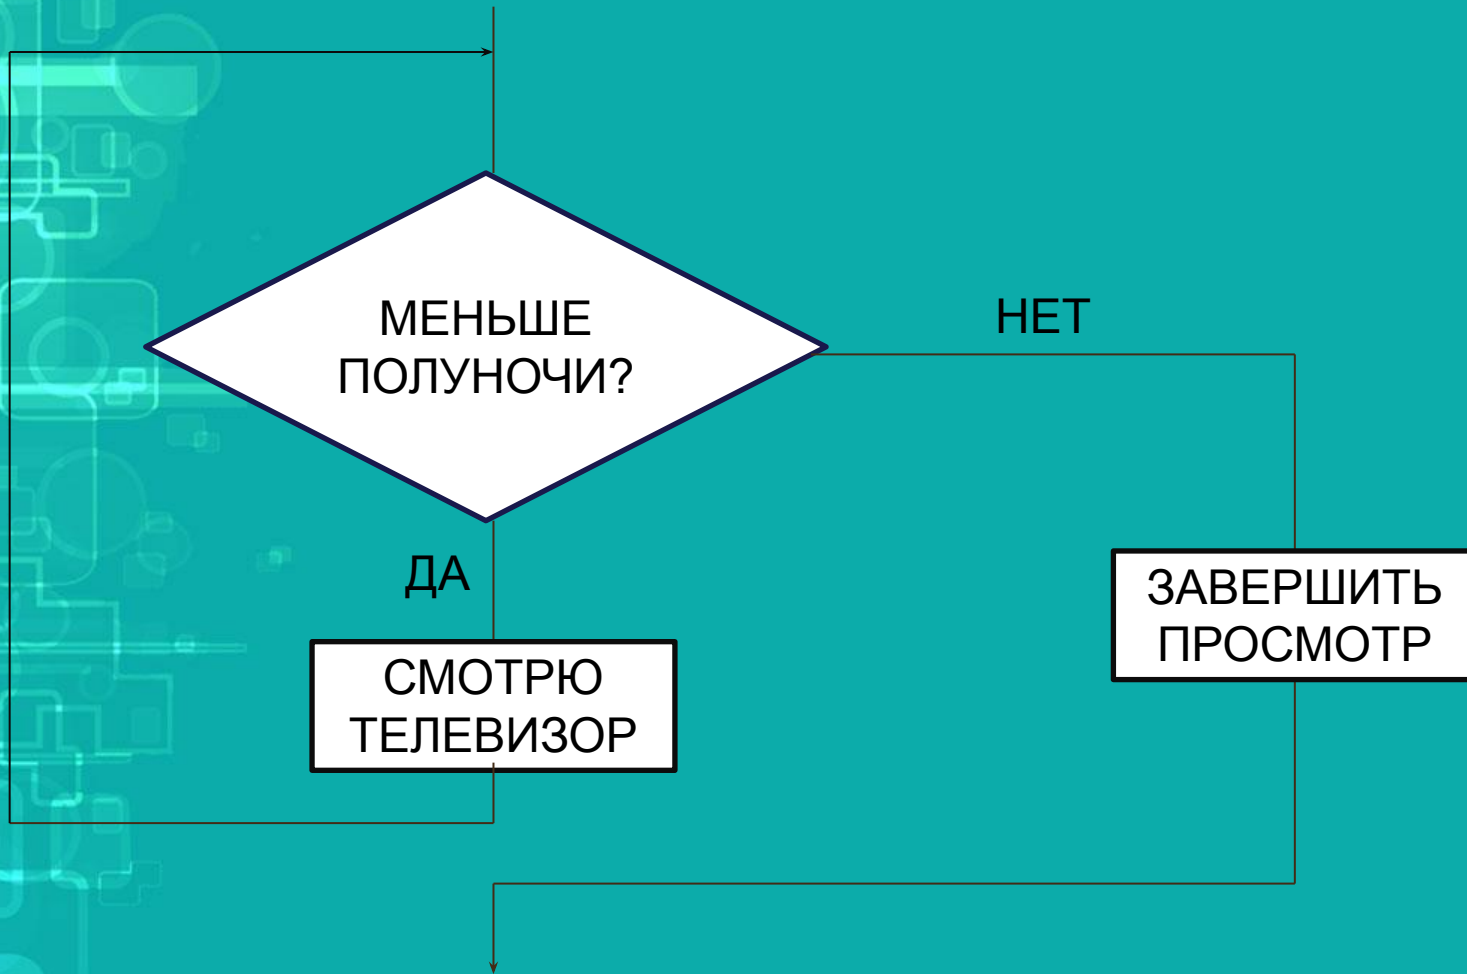 МЕНЬШЕ
ПОЛУНОЧИ?
НЕТ
ДА
ЗАВЕРШИТЬ
ПРОСМОТР
СМОТРЮ
ТЕЛЕВИЗОР